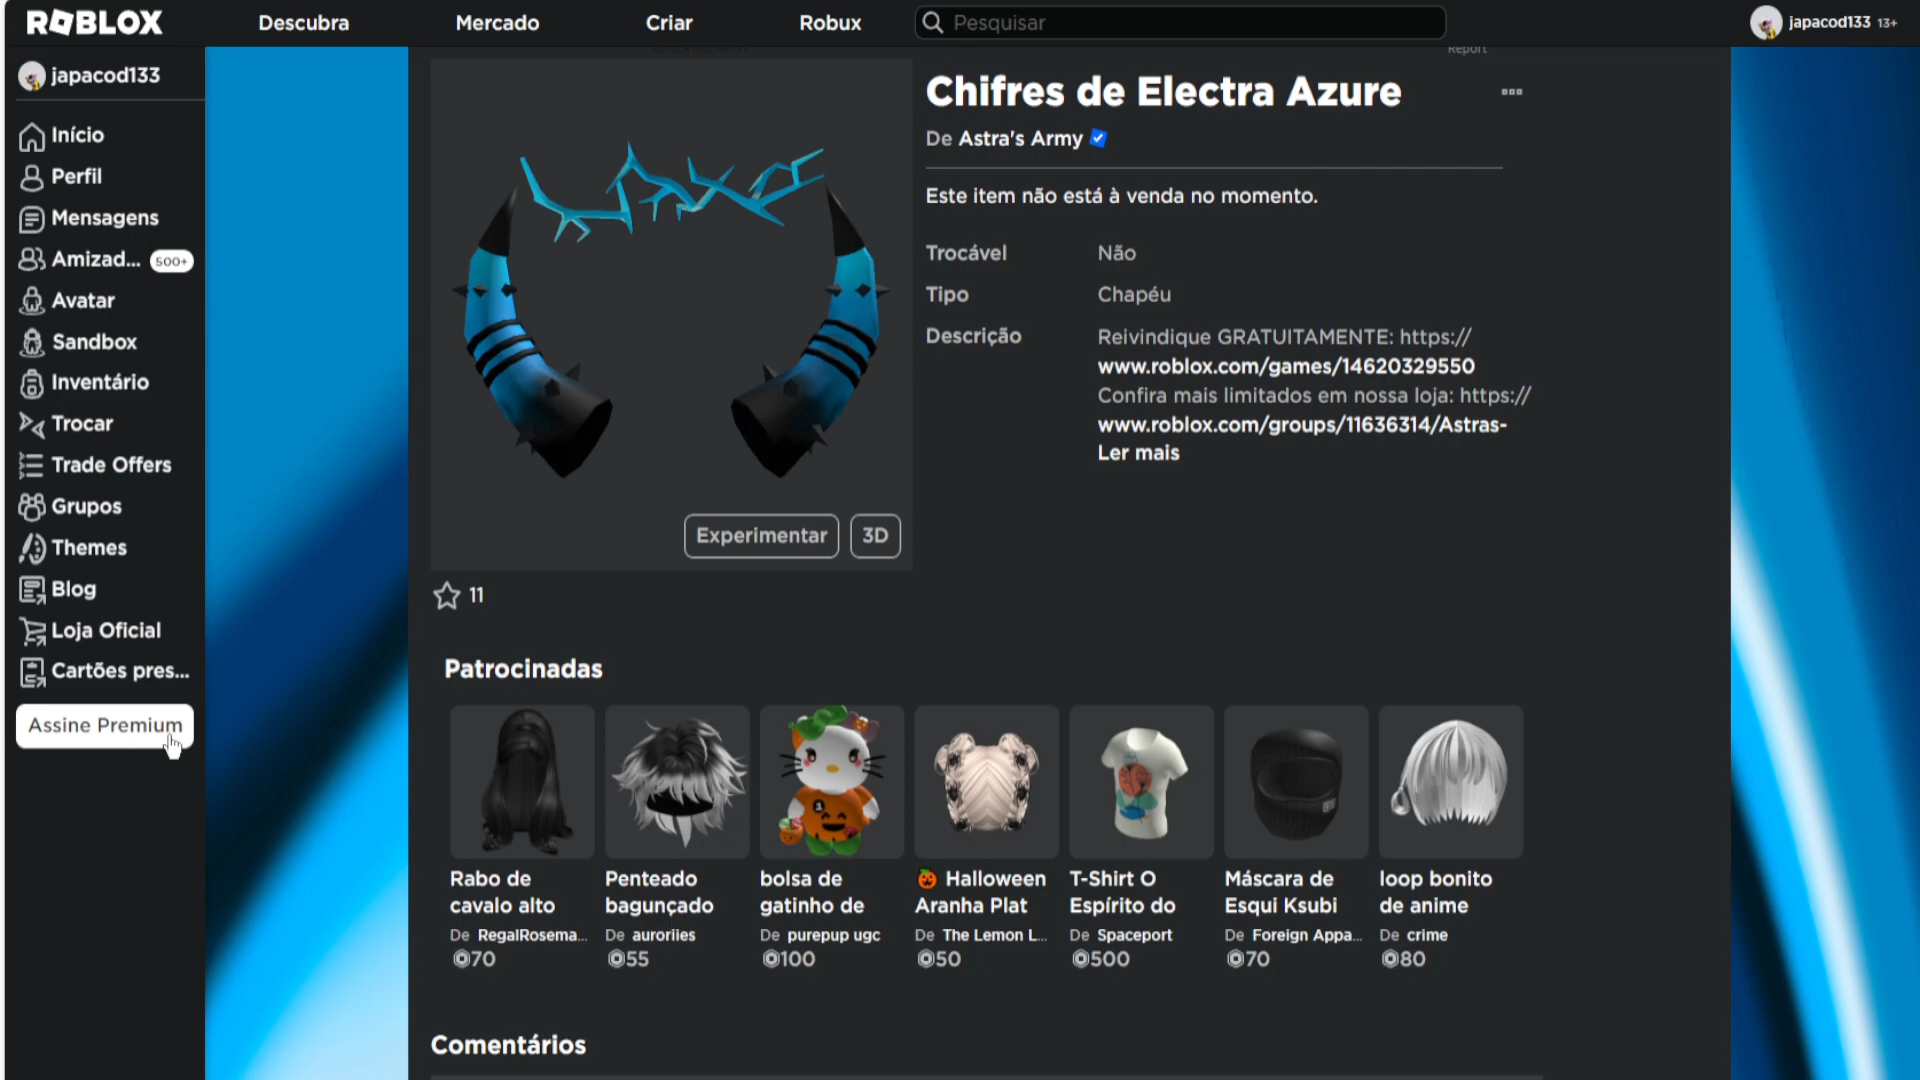 ROBLOX
Descubra
Mercado
Criar
Robux
Pesquisar
japacod133 13+
japacod133
Início
Perfil
Mensagens
Amizad... 500+
Avatar
Sandbox
Inventário
Trocar
Trade Offers
Grupos
Themes
Blog
Loja Oficial
Cartões pres...
Assine Premium
Report
Chifres de Electra Azure
De Astra's Army
Este item não está à venda no momento.
Trocável Não
Tipo Chapéu
Descrição Reivindique GRATUITAMENTE: https://
www.roblox.com/games/14620329550
Confira mais limitados em nossa loja: https://
www.roblox.com/groups/11636314/Astras-
Ler mais
Experimentar
3D
11
Patrocinadas
Rabo de
cavalo alto
De RegalRosema...
70
Penteado
bagunçado
De auroriies
55
bolsa de
gatinho de
De purepup ugc
100
🎃 Halloween
Aranha Plat
De The Lemon L...
50
T-Shirt O
Espírito do
De Spaceport
500
Máscara de
Esqui Ksubi
De Foreign Appa...
70
loop bonito
de anime
De crime
80
Comentários